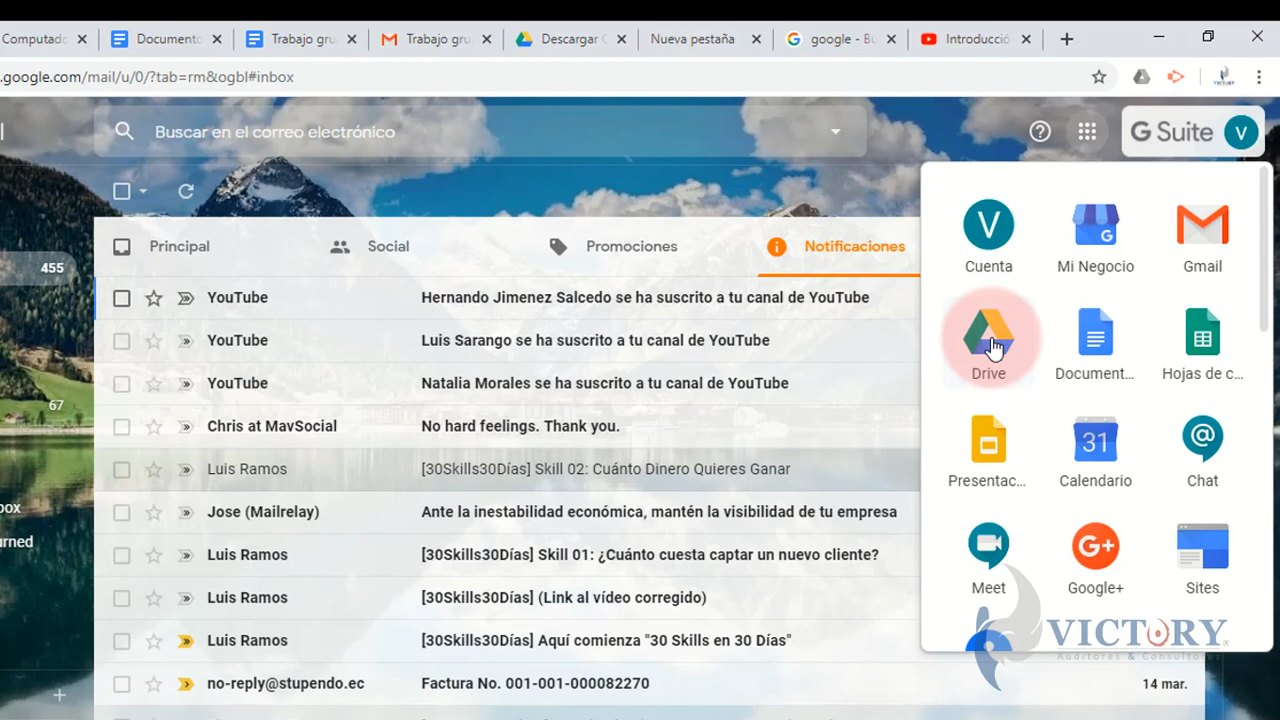 Computad
Documento
Trabajo gru
Trabajo gru
Descargar
Nueva pestaña
google - Bú
Introducció
.google.com/mail/u/0/?tab=rm&ogbl#inbox
VICTORY
Buscar en el correo electrónico
G Suite V
Principal
Social
Promociones
Notificaciones
455
67
box
urned
YouTube Hernando Jimenez Salcedo se ha suscrito a tu canal de YouTube
YouTube Luis Sarango se ha suscrito a tu canal de YouTube
YouTube Natalia Morales se ha suscrito a tu canal de YouTube
Chris at MavSocial No hard feelings. Thank you.
Luis Ramos [30Skills30Días] Skill 02: Cuánto Dinero Quieres Ganar
Jose (Mailrelay) Ante la inestabilidad económica, mantén la visibilidad de tu empresa
Luis Ramos [30Skills30Días] Skill 01: ¿Cuánto cuesta captar un nuevo cliente?
Luis Ramos [30Skills30Días] (Link al vídeo corregido)
Luis Ramos [30Skills30Días] Aquí comienza "30 Skills en 30 Días"
no-reply@stupendo.ec Factura No. 001-001-000082270 14 mar.
V
Cuenta
G
Mi Negocio
Gmail
Drive
Document...
Hojas de c...
Presentac...
31
Calendario
@
Chat
Meet
G+
Google+
Sites
VICTORY
Auditores & Consultores